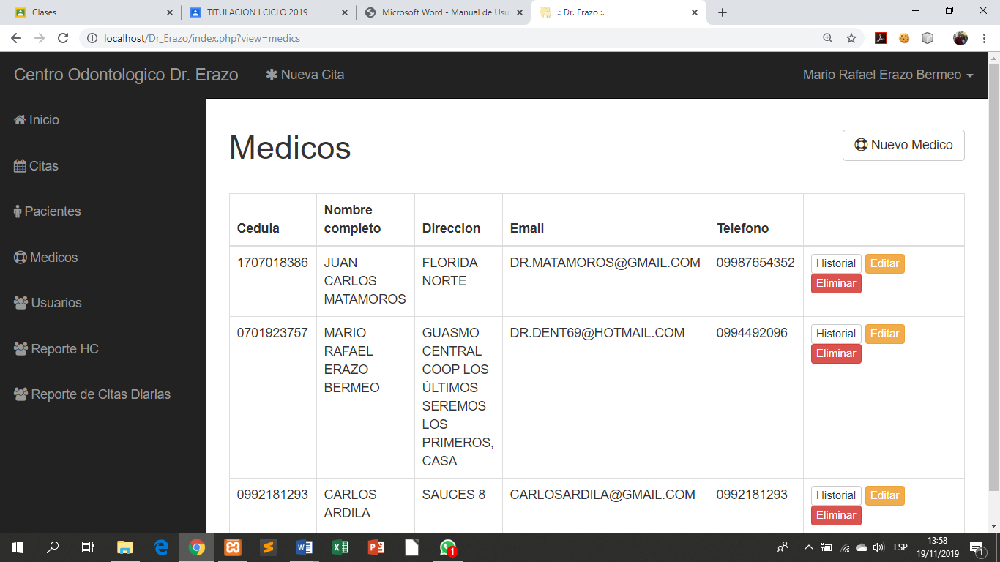 Clases
TITULACION I CICLO 2019
Microsoft Word - Manual de Usu
.: Dr. Erazo :.
localhost/Dr_Erazo/index.php?view=medics
Centro Odontologico Dr. Erazo
Nueva Cita
Mario Rafael Erazo Bermeo
Inicio
Citas
Pacientes
Medicos
Usuarios
Reporte HC
Reporte de Citas Diarias
Medicos
Nuevo Medico
Cedula
Nombre
completo
Direccion
Email
Telefono
1707018386
JUAN
CARLOS
MATAMOROS
FLORIDA
NORTE
DR.MATAMOROS@GMAIL.COM
09987654352
Historial
Editar
Eliminar
0701923757
MARIO
RAFAEL
ERAZO
BERMEO
GUASMO
CENTRAL
COOP LOS
ÚLTIMOS
SEREMOS
LOS
PRIMEROS,
CASA
DR.DENT69@HOTMAIL.COM
0994492096
Historial
Editar
Eliminar
0992181293
CARLOS
ARDILA
SAUCES 8
CARLOSARDILA@GMAIL.COM
0992181293
Historial
Editar
Eliminar
1
ESP
13:58
19/11/2019
1